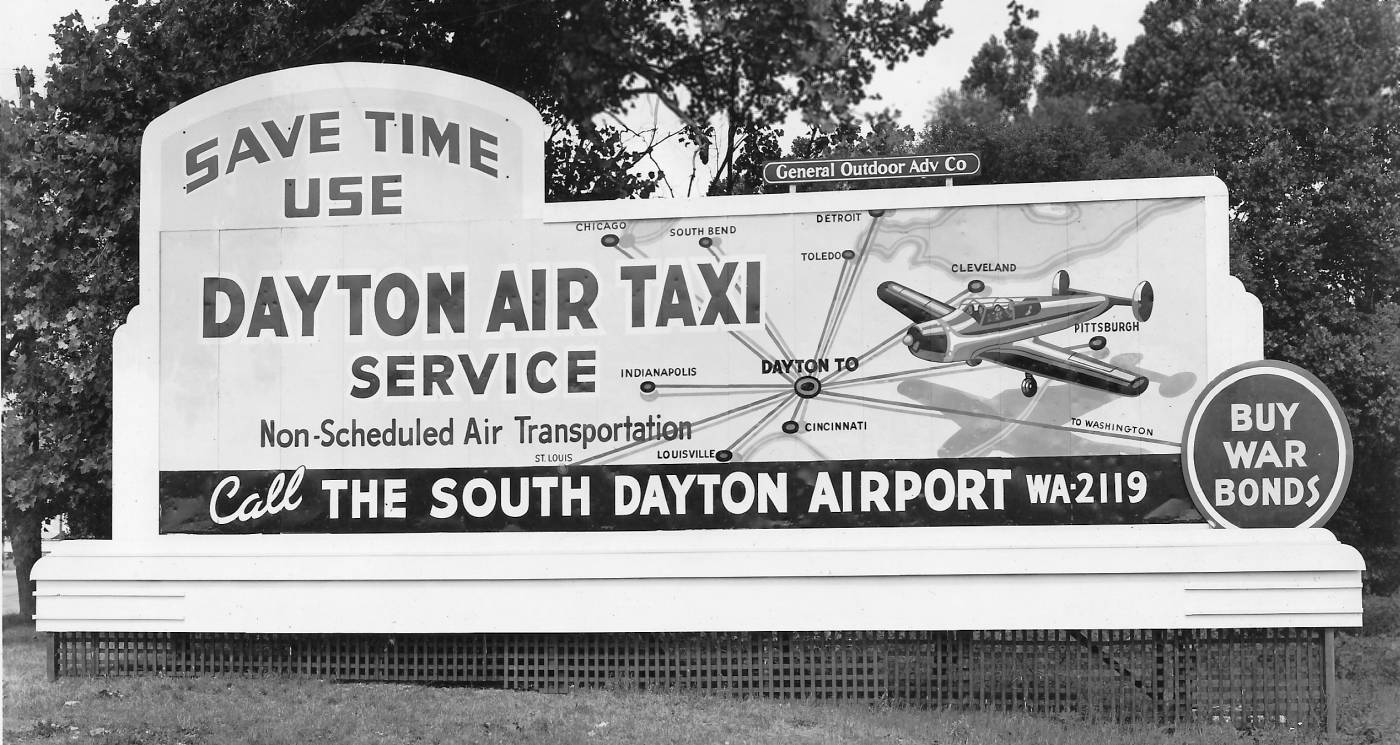 SAVE TIME
USE
General Outdoor Adv Co
DAYTON AIR TAXI
SERVICE
Non-Scheduled Air Transportation
CHICAGO
SOUTH BEND
DETROIT
TOLEDO
CLEVELAND
PITTSBURGH
DAYTON TO
INDIANAPOLIS
CINCINNATI
TO WASHINGTON
ST. LOUIS
LOUISVILLE
Call THE SOUTH DAYTON AIRPORT WA-2119
BUY
WAR
BONDS